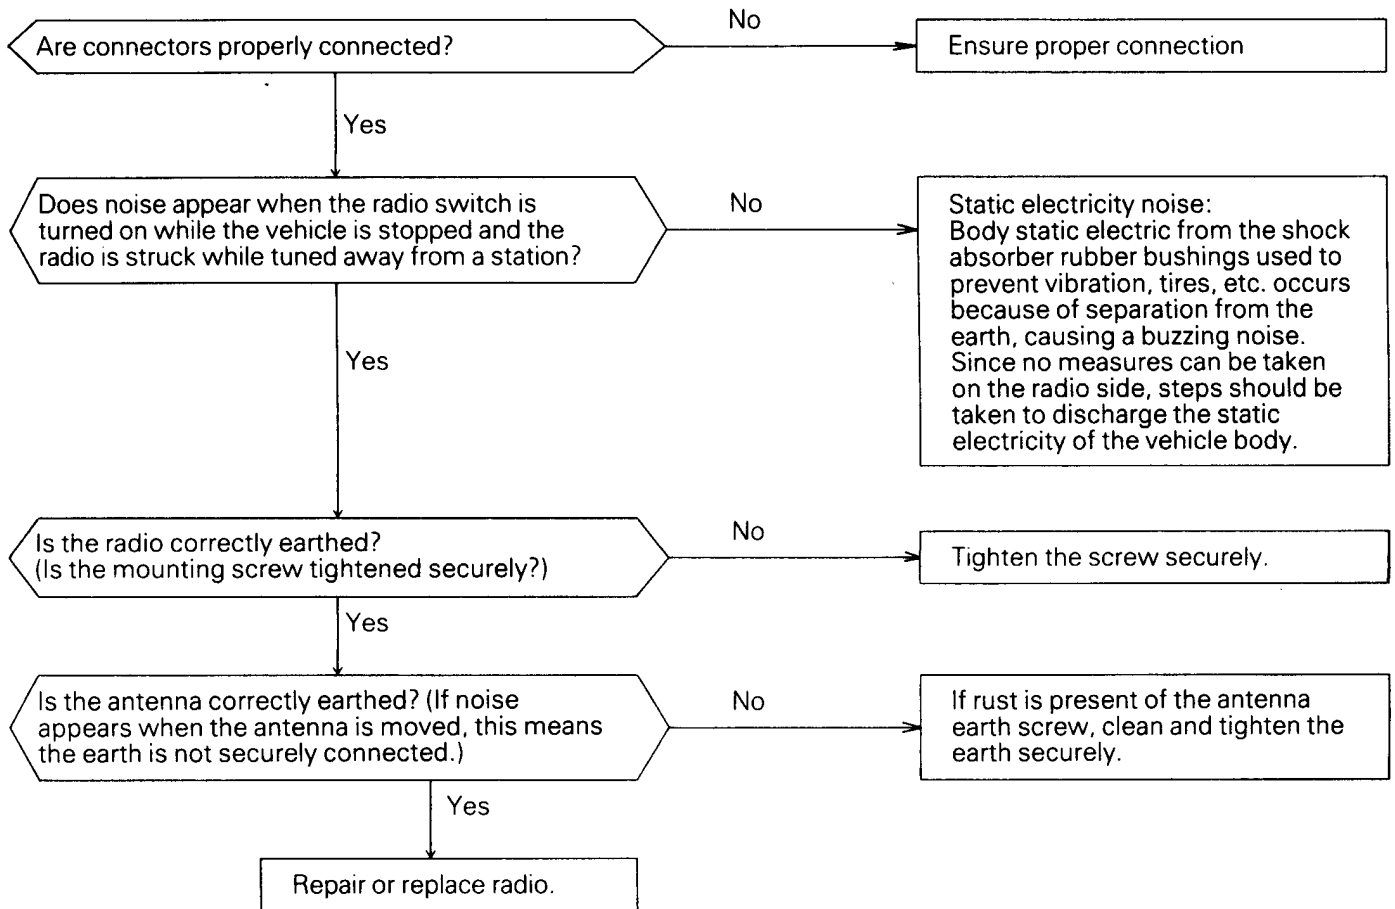 Are connectors properly connected?
No
Ensure proper connection
Yes
Does noise appear when the radio switch is
turned on while the vehicle is stopped and the
radio is struck while tuned away from a station?
No
Static electricity noise:
Body static electric from the shock
absorber rubber bushings used to
prevent vibration, tires, etc. occurs
because of separation from the
earth, causing a buzzing noise.
Since no measures can be taken
on the radio side, steps should be
taken to discharge the static
electricity of the vehicle body.
Yes
Is the radio correctly earthed?
(Is the mounting screw tightened securely?)
No
Tighten the screw securely.
Yes
Is the antenna correctly earthed? (If noise
appears when the antenna is moved, this means
the earth is not securely connected.)
No
If rust is present of the antenna
earth screw, clean and tighten the
earth securely.
Yes
Repair or replace radio.